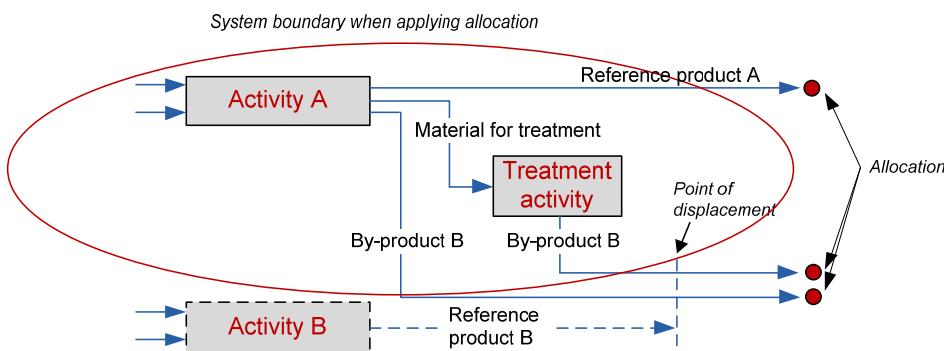 System boundary when applying allocation
Reference product A
Activity A
Material for treatment
Allocation
Treatment
activity
Point of
displacement
By-product B
By-product B
Activity B
Reference
product B